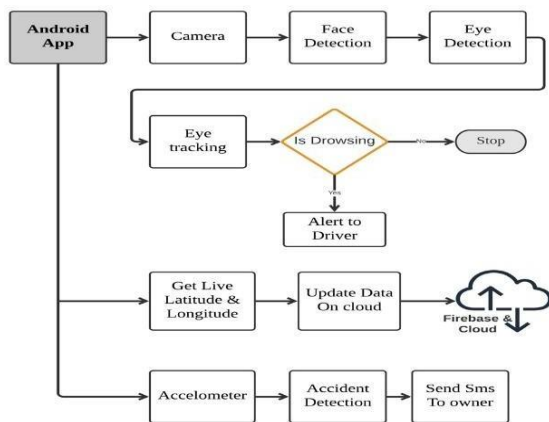 Android
App
Camera
Face
Detection
Eye
Detection
Eye
tracking
Is Drowsing
No
Stop
Yes
Alert to
Driver
Get Live
Latitude &
Longitude
Update Data
On cloud
Firebase &
Cloud
Accelometer
Accident
Detection
Send Sms
To owner